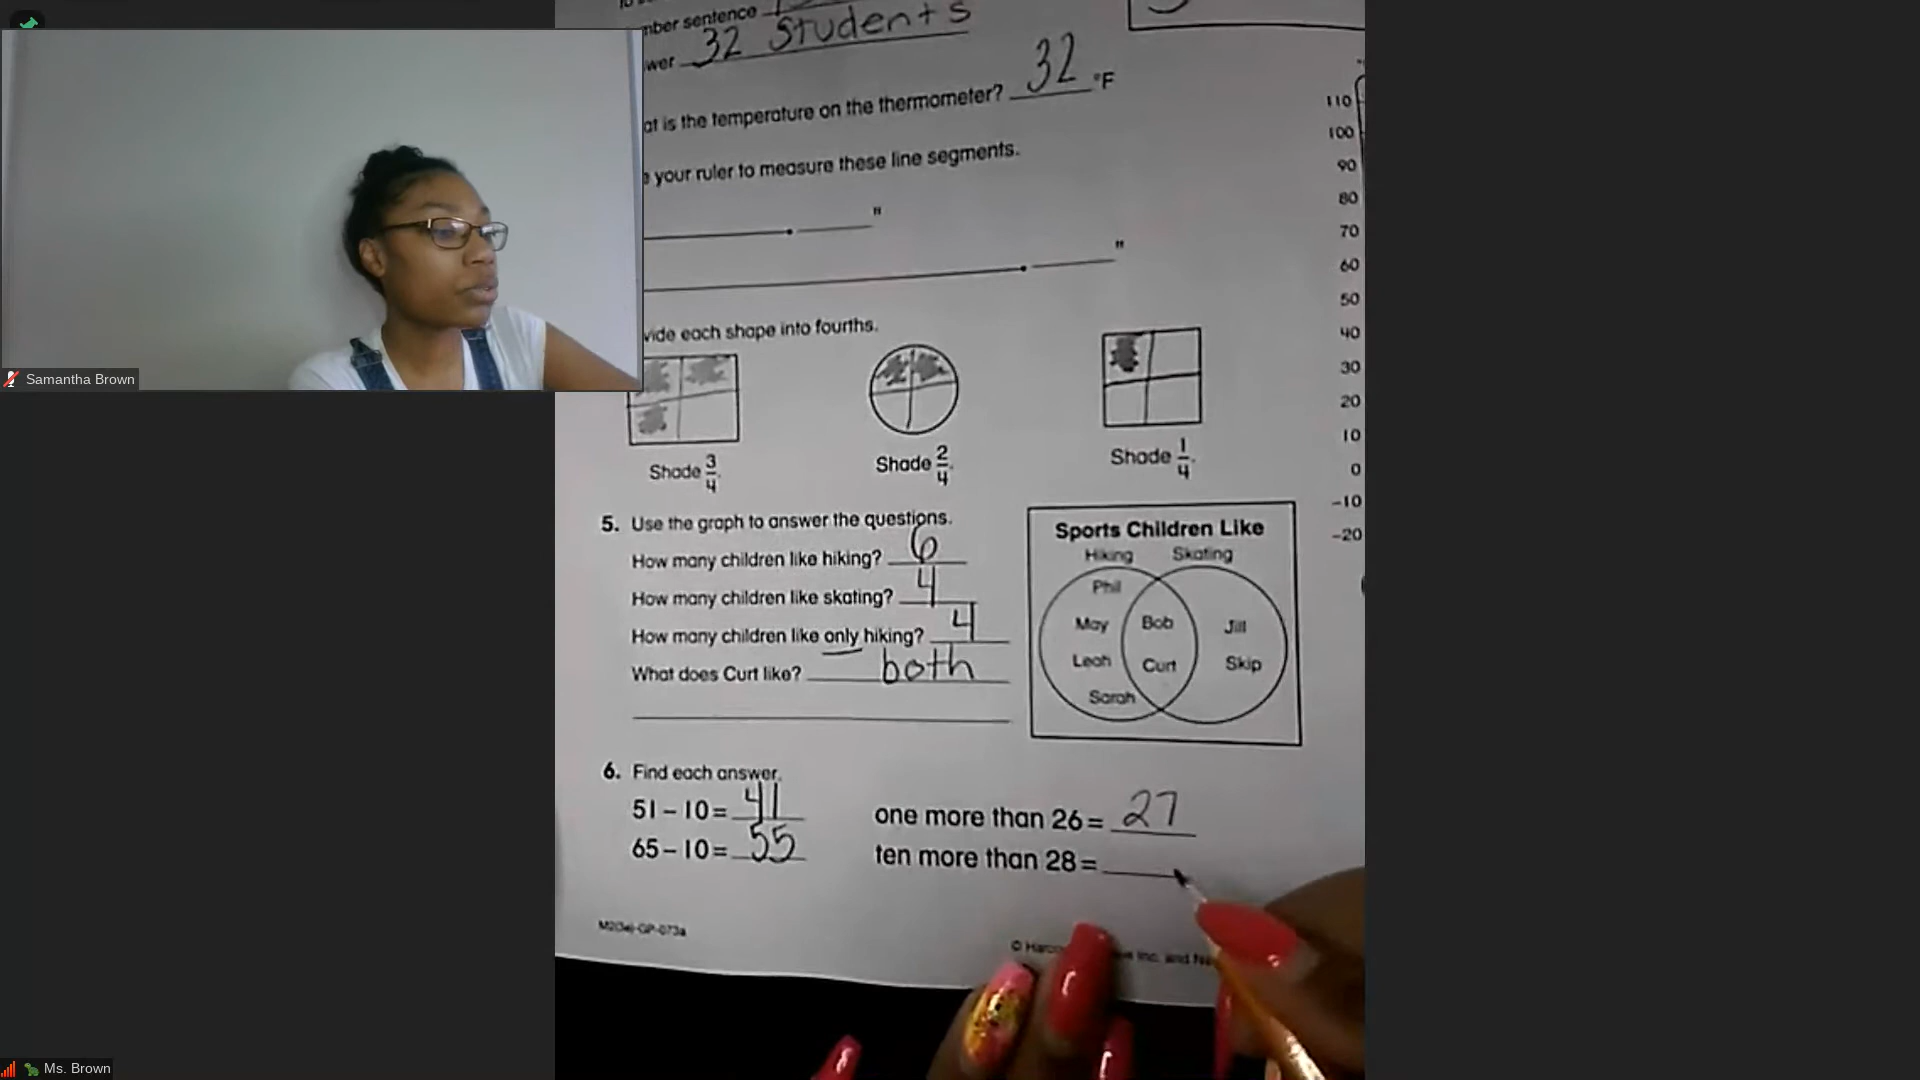 mber sentence
wer 32 Students
at is the temperature on the thermometer? 32 °F
your ruler to measure these line segments.
"
"
vide each shape into fourths.
Shade 3/4.
Shade 2/4.
Shade 1/4.
110
100
90
80
70
60
50
40
30
20
10
0
-10
-20
5. Use the graph to answer the questions.
How many children like hiking? 6
How many children like skating? 4
How many children like only hiking? 4
What does Curt like? both
Sports Children Like
Hiking Skating
Phil
May Bob Jill
Leah Curt Skip
Sarah
6. Find each answer.
51 – 10 = 41
one more than 26 = 27
65 – 10 = 55
ten more than 28 =
M2(3e)-GP-073a
© Inc. and
Samantha Brown
Ms. Brown